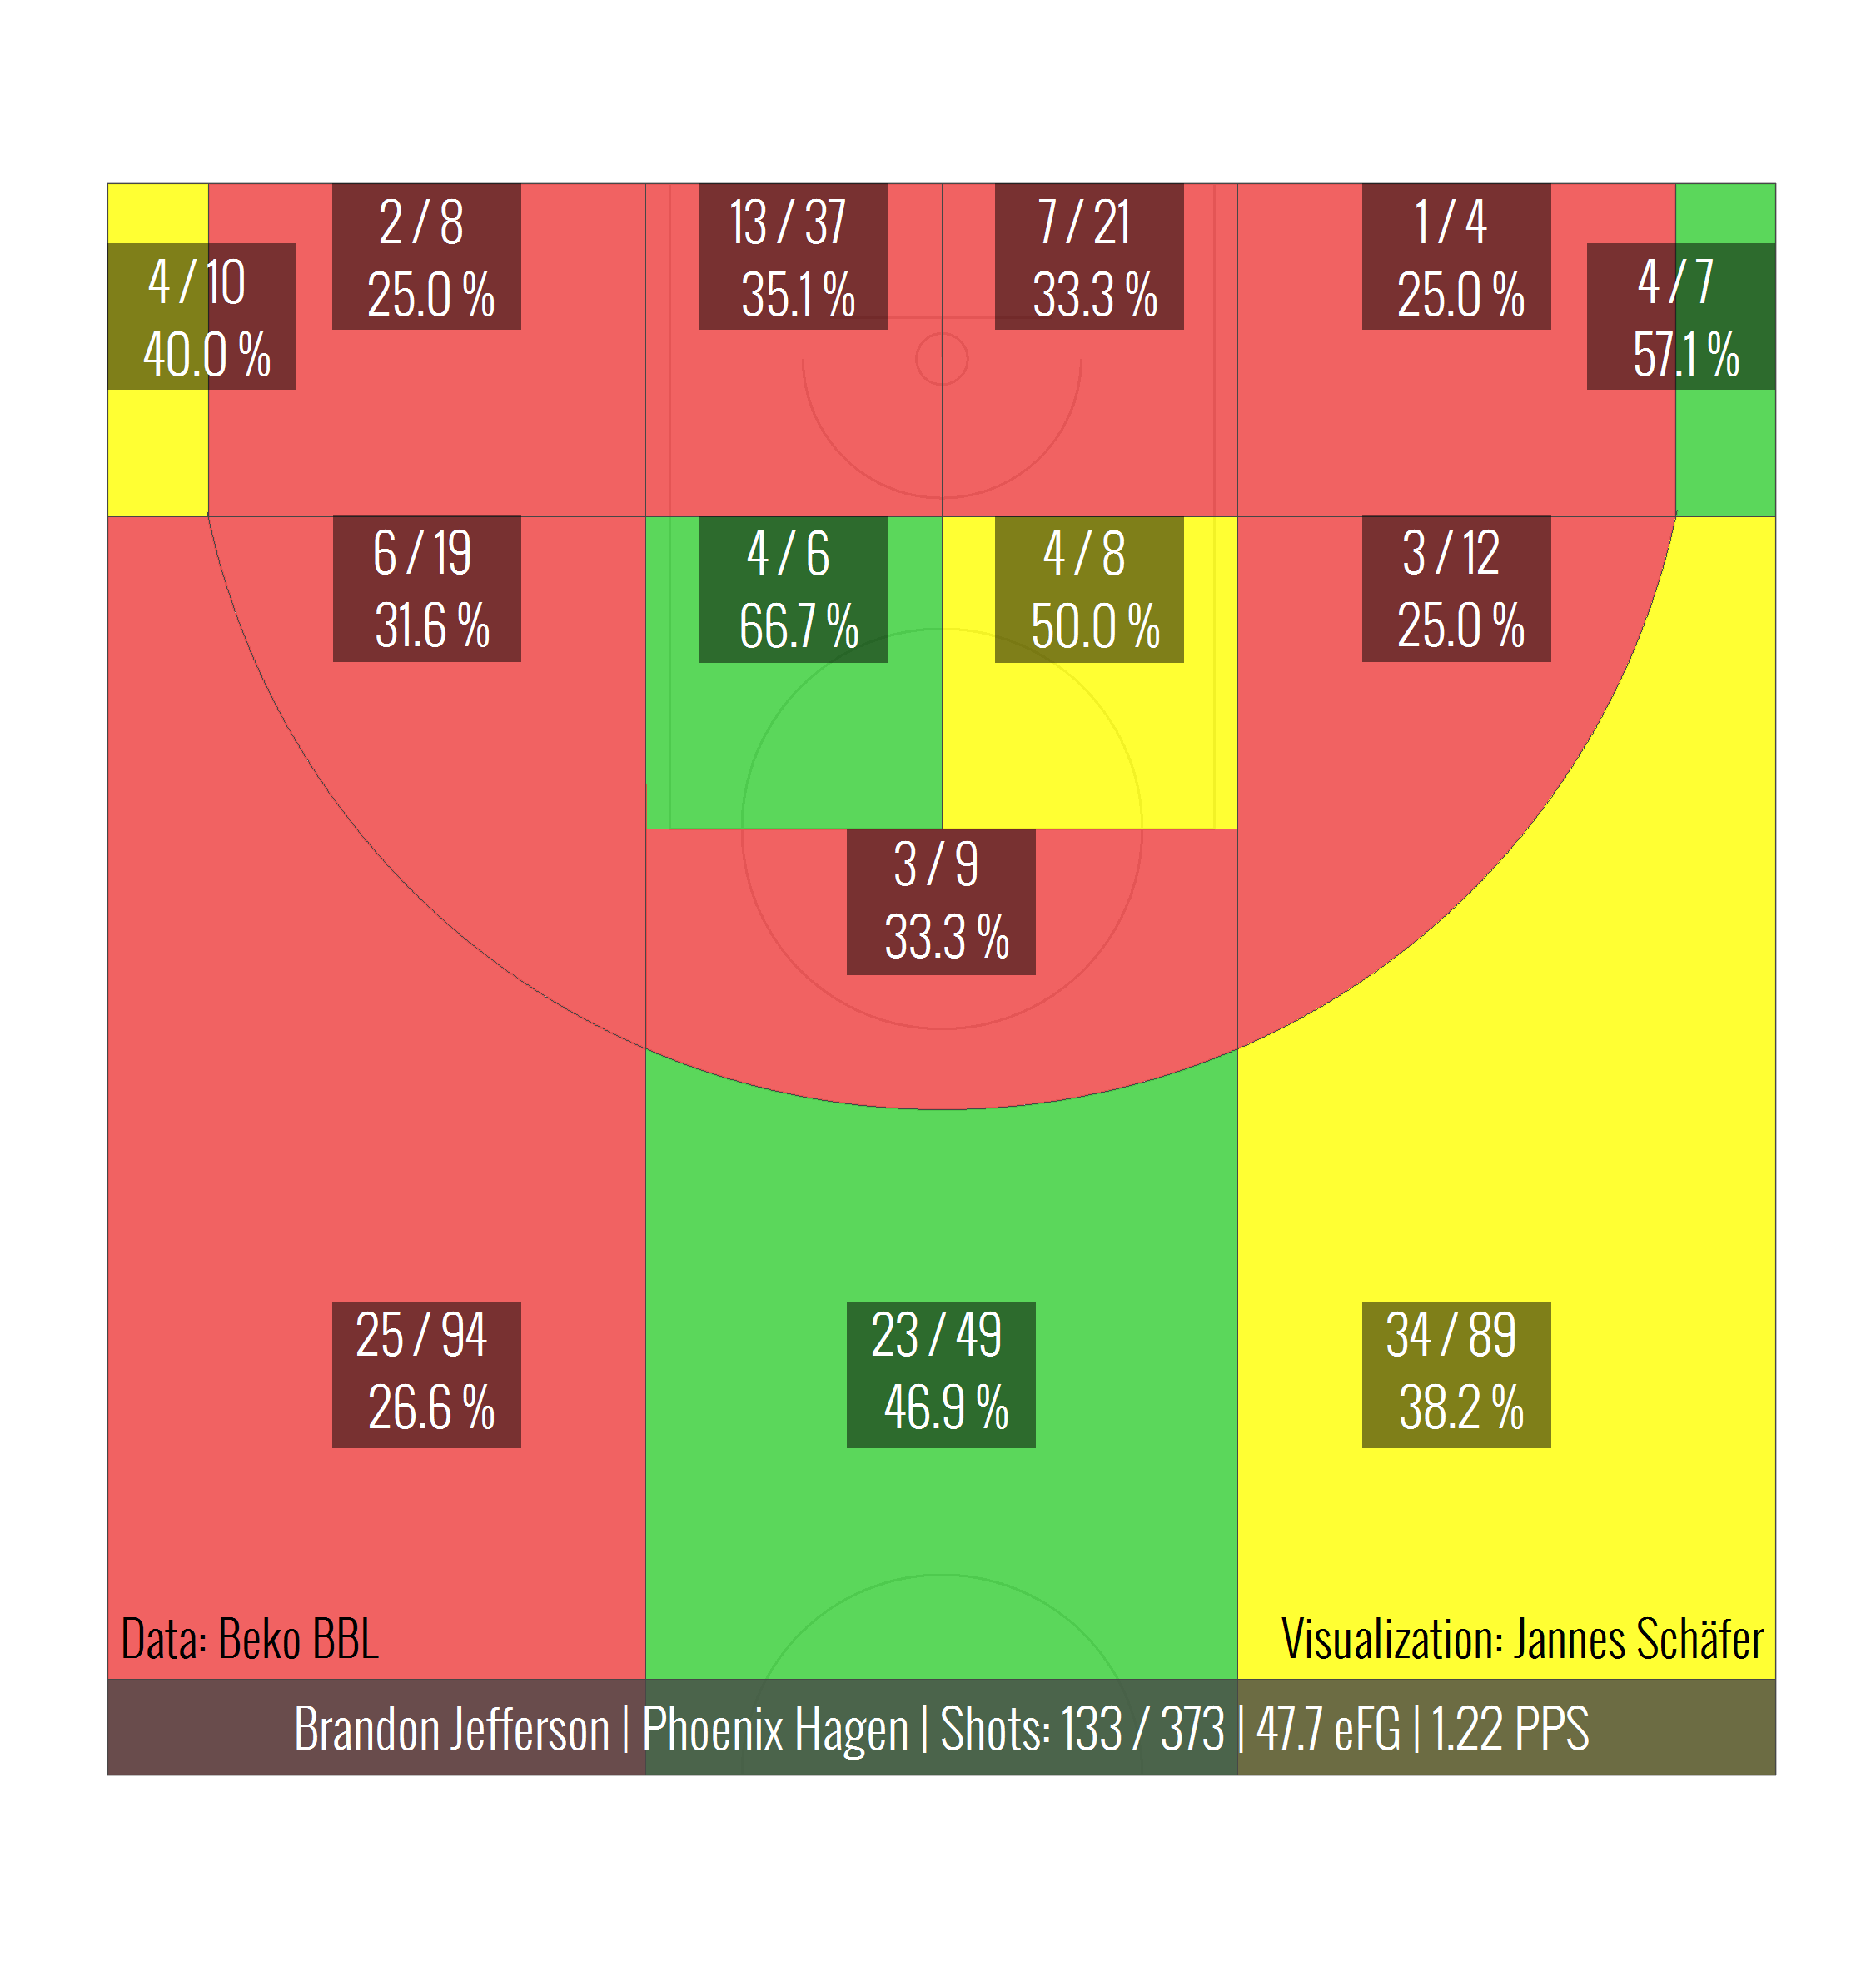 2 / 8
25.0 %
13 / 37
35.1 %
7 / 21
33.3 %
1 / 4
25.0 %
4 / 10
40.0 %
4 / 7
57.1 %
6 / 19
31.6 %
4 / 6
66.7 %
4 / 8
50.0 %
3 / 12
25.0 %
3 / 9
33.3 %
25 / 94
26.6 %
23 / 49
46.9 %
34 / 89
38.2 %
Data: Beko BBL
Visualization: Jannes Schäfer
Brandon Jefferson | Phoenix Hagen | Shots: 133 / 373 | 47.7 eFG | 1.22 PPS